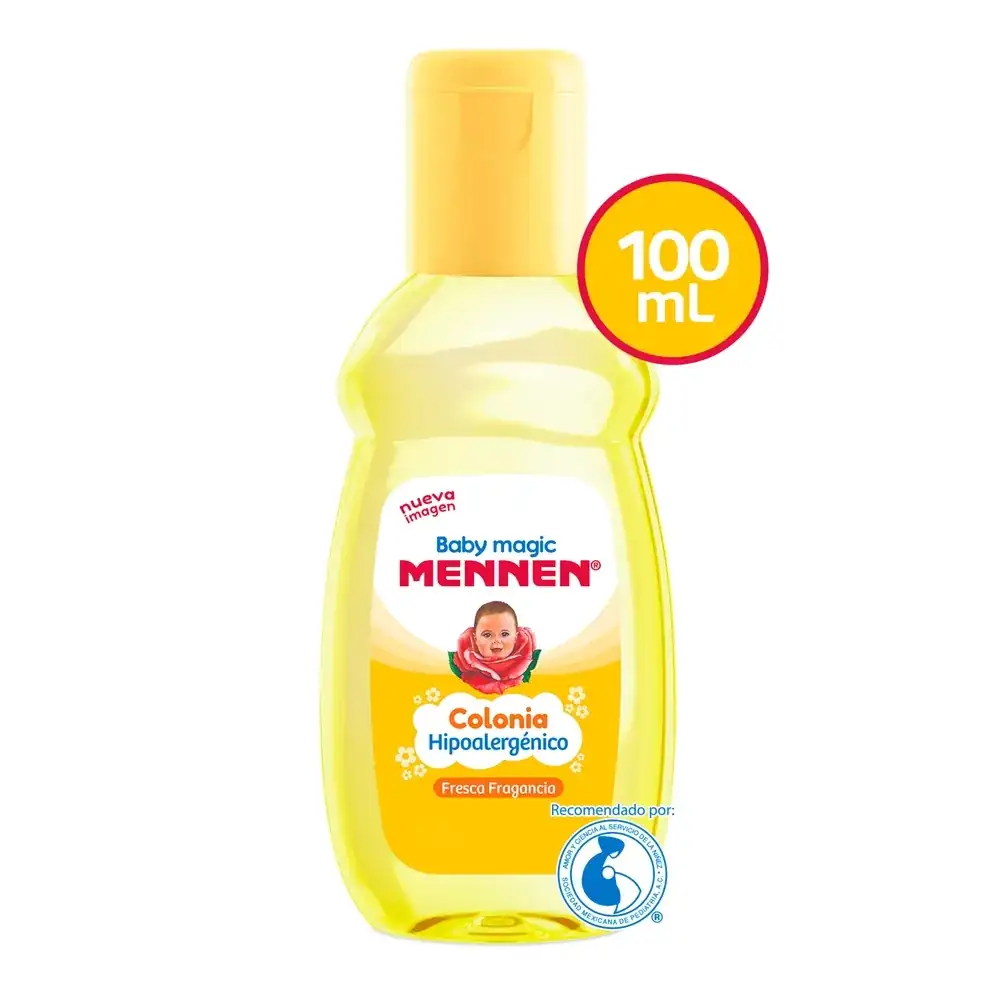 100
mL
nueva
imagen
Baby magic
MENNEN®
Colonia
Hipoalergénico
Fresca Fragancia
Recomendado por:
AMOR Y CIENCIA AL SERVICIO DE LA NIÑEZ
SOCIEDAD MEXICANA DE PEDIATRIA, A.C.
®